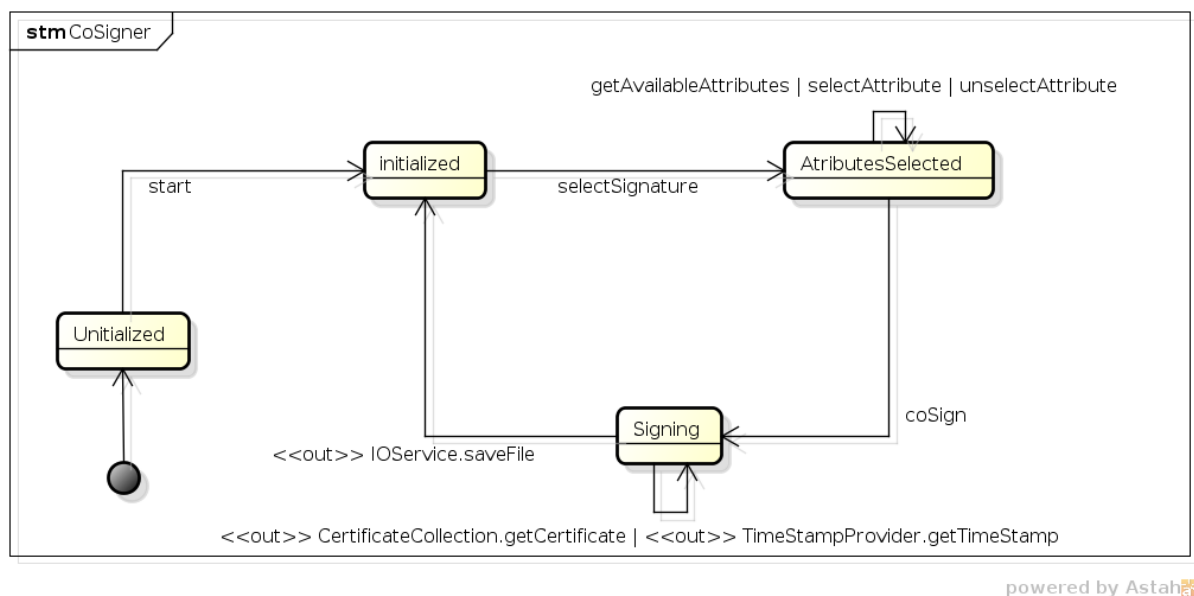 stm CoSigner
getAvailableAttributes | selectAttribute | unselectAttribute
initialized
AtributesSelected
start
selectSignature
Unitialized
coSign
Signing
<<out>> IOService.saveFile
<<out>> CertificateCollection.getCertificate | <<out>> TimeStampProvider.getTimeStamp
powered by Astah